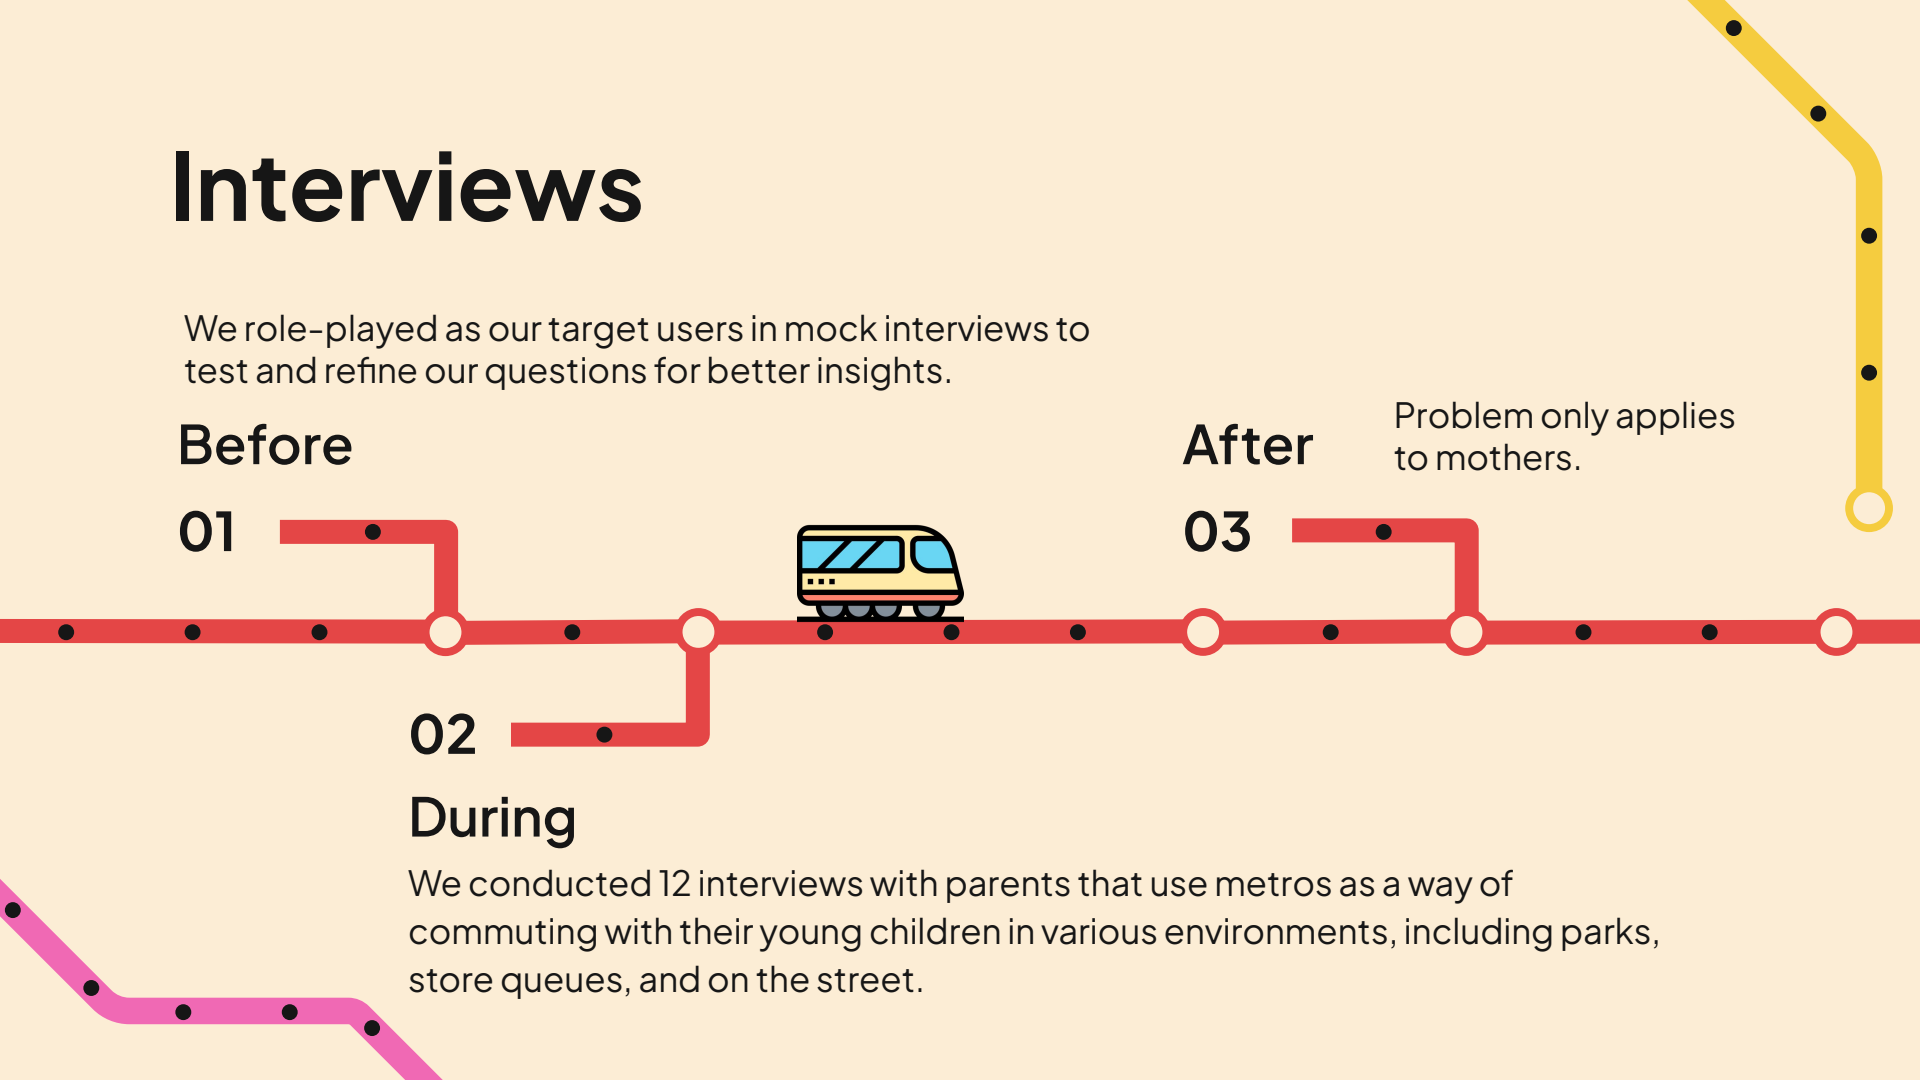 Interviews
We role-played as our target users in mock interviews to
test and refine our questions for better insights.
Before
01
After
03
Problem only applies
to mothers.
02
During
We conducted 12 interviews with parents that use metros as a way of
commuting with their young children in various environments, including parks,
store queues, and on the street.